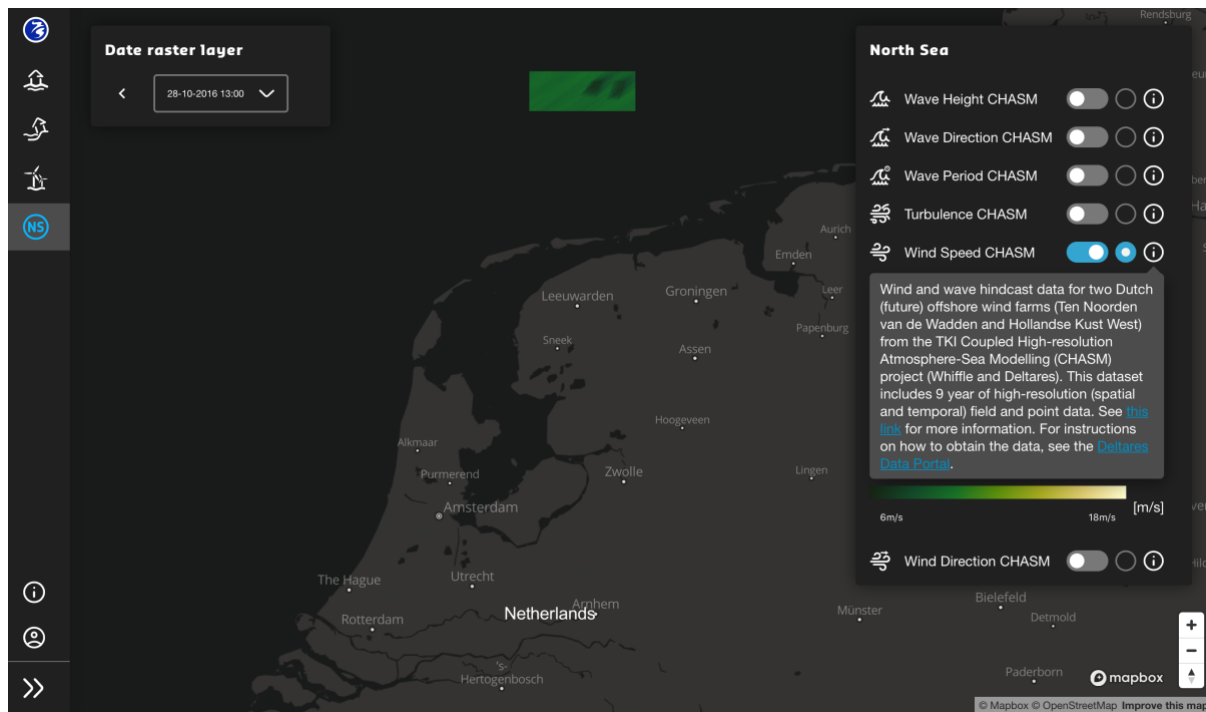 Date raster layer
28-10-2016 13:00
North Sea
Wave Height CHASM
Wave Direction CHASM
Wave Period CHASM
Turbulence CHASM
Wind Speed CHASM
Wind and wave hindcast data for two Dutch
(future) offshore wind farms (Ten Noorden
van de Wadden and Hollandse Kust West)
from the TKI Coupled High-resolution
Atmosphere-Sea Modelling (CHASM)
project (Whiffle and Deltares). This dataset
includes 9 year of high-resolution (spatial
and temporal) field and point data. See this
link for more information. For instructions
on how to obtain the data, see the Deltares
Data Portal.
[m/s]
6m/s
18m/s
Wind Direction CHASM
NS
Rendsburg
Aurich
Emden
Leer
Leeuwarden
Groningen
Papenburg
Sneek
Assen
Hoogeveen
Alkmaar
Purmerend
Zwolle
Lingen
Amsterdam
The Hague
Utrecht
Arnhem
Netherlands
Rotterdam
Münster
Bielefeld
Detmold
's-
Hertogenbosch
Paderborn
mapbox
© Mapbox © OpenStreetMap Improve this map